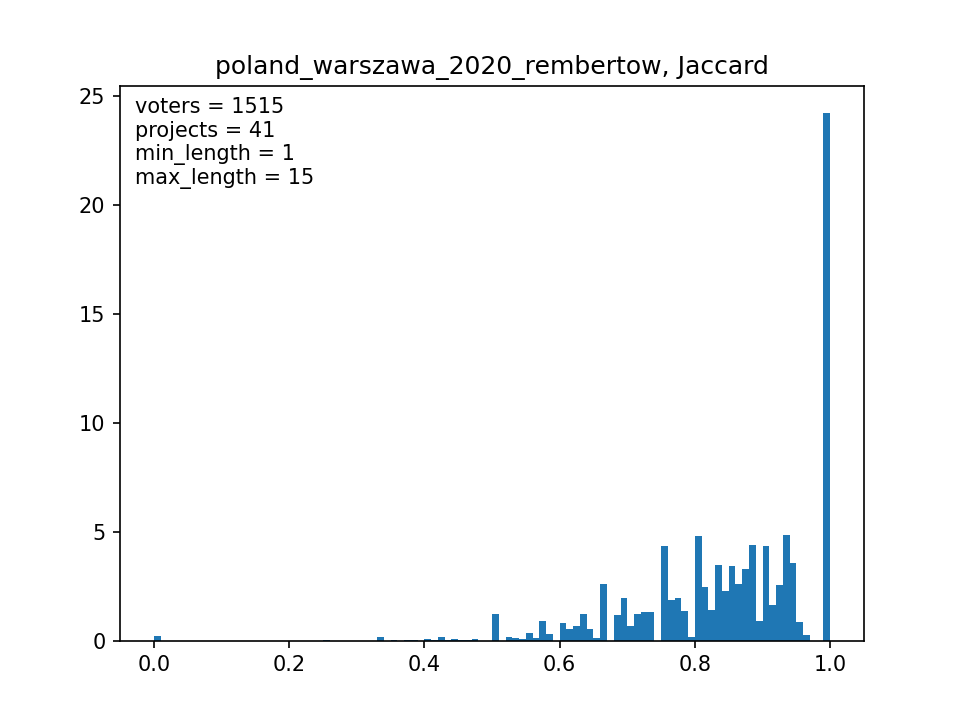 poland_warszawa_2020_rembertow, Jaccard
voters = 1515
projects = 41
min_length = 1
max_length = 15
25
20
15
10
5
0
0.0 0.2 0.4 0.6 0.8 1.0